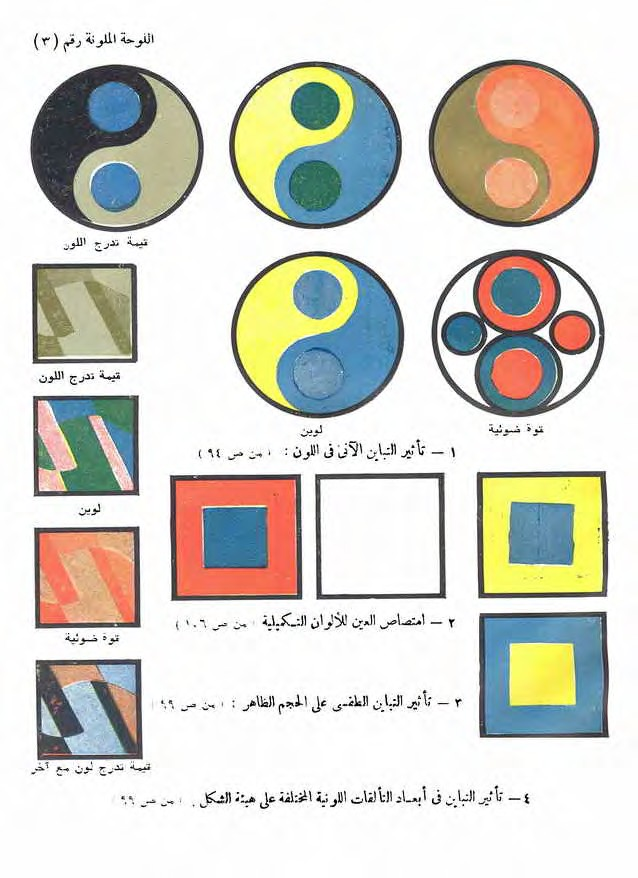 اللوحة الملونة رقم (٣)
قيمة تدرج اللون
قيمة تدرج اللون
لوين
قوة ضوئية
١ – تأثير التباين الآنى فى اللون : ( من ص ٩٤ )
لوين
٢ – امتصاص العين للألوان التكميلية ( من ص ١٠٦ )
قوة ضوئية
٣ – تأثير التباين الطقسى على الحجم الظاهر : ( من ص ٩٩ )
قيمة تدرج لون مع آخر
٤ – تأثير التباين فى أبعاد التألقات اللونية المختلفة على هيئة الشكل . ( من ص ٩٩ )